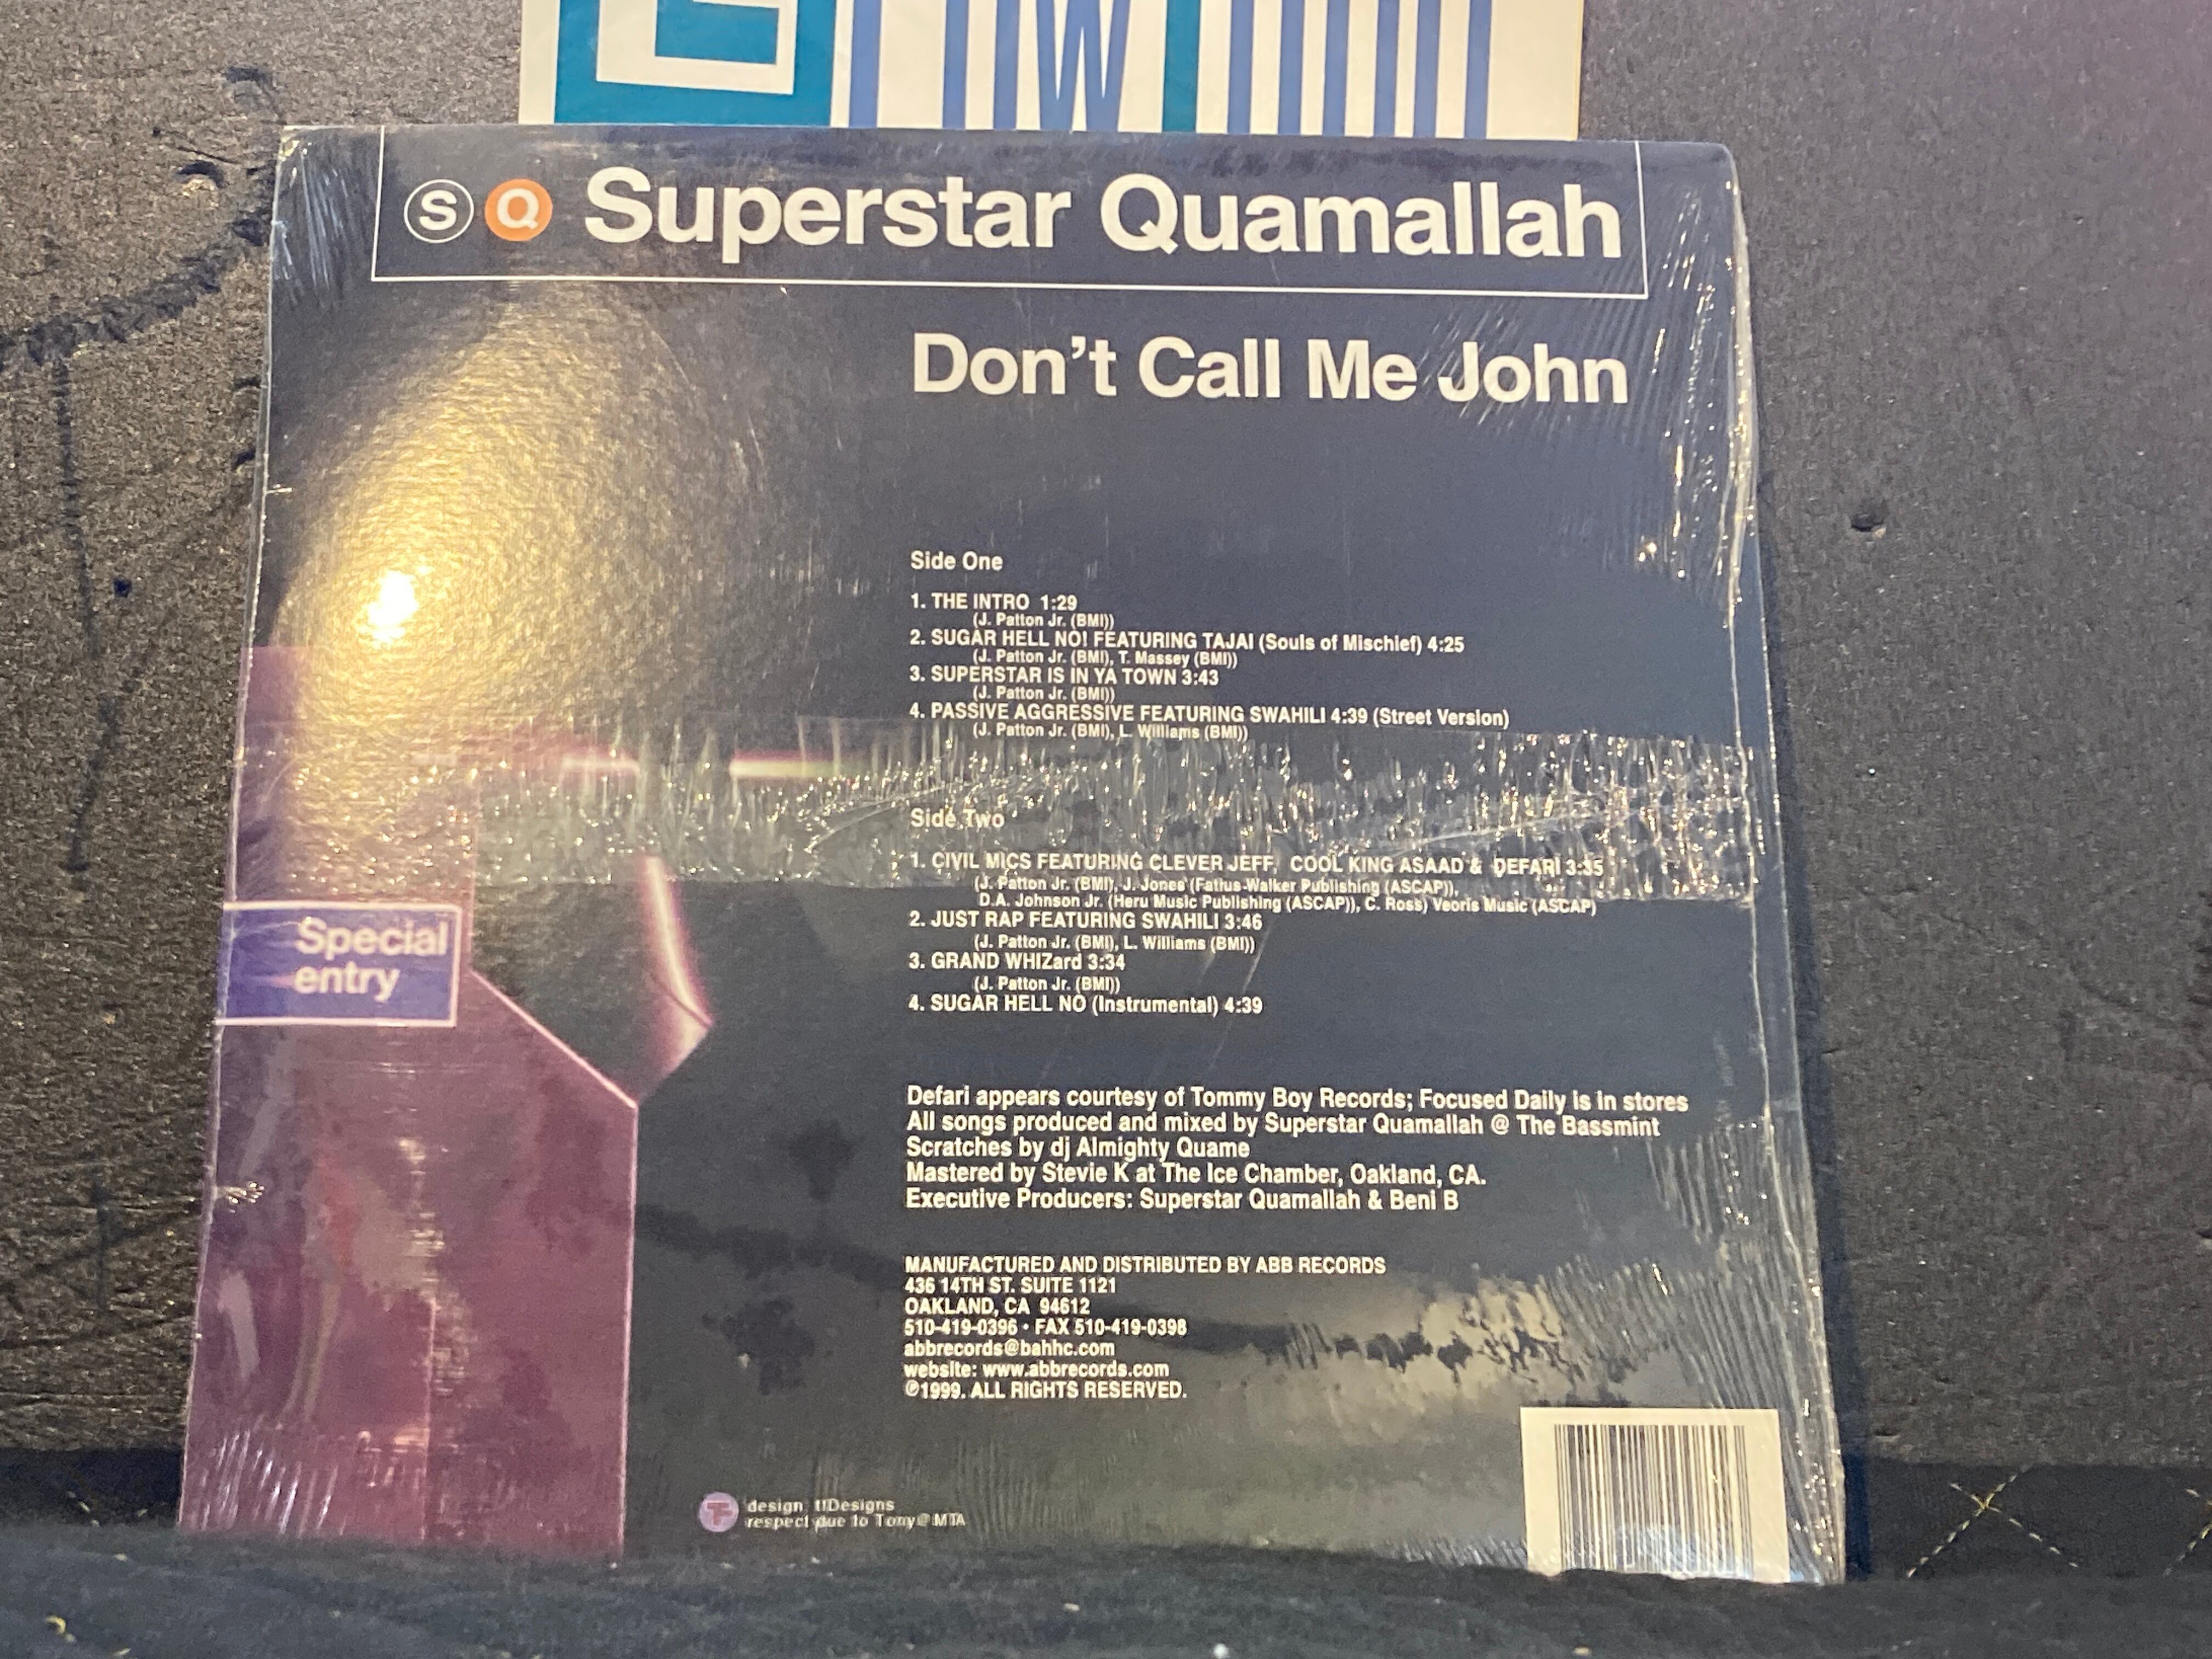 S Q Superstar Quamallah
Don't Call Me John
Side One
1. THE INTRO 1:29
(J. Patton Jr. (BMI))
2. SUGAR HELL NO! FEATURING TAJAI (Souls of Mischief) 4:25
(J. Patton Jr. (BMI), T. Massey (BMI))
3. SUPERSTAR IS IN YA TOWN 3:43
(J. Patton Jr. (BMI))
4. PASSIVE AGGRESSIVE FEATURING SWAHILI 4:39 (Street Version)
(J. Patton Jr. (BMI), L. Williams (BMI))
Side Two
1. CIVIL MICS FEATURING CLEVER JEFF, COOL KING ASAAD & DEFARI 3:35
(J. Patton Jr. (BMI), J. Jones (Fatlus Walker Publishing (ASCAP)),
D.A. Johnson Jr. (Heru Music Publishing (ASCAP)), C. Ross) Veoris Music (ASCAP)
2. JUST RAP FEATURING SWAHILI 3:46
(J. Patton Jr. (BMI), L. Williams (BMI))
3. GRAND WHIZard 3:34
(J. Patton Jr. (BMI))
4. SUGAR HELL NO (Instrumental) 4:39
Special
entry
Defari appears courtesy of Tommy Boy Records; Focused Daily is in stores
All songs produced and mixed by Superstar Quamallah @ The Bassmint
Scratches by dj Almighty Quame
Mastered by Stevie K at The Ice Chamber, Oakland, CA.
Executive Producers: Superstar Quamallah & Beni B
MANUFACTURED AND DISTRIBUTED BY ABB RECORDS
436 14TH ST. SUITE 1121
OAKLAND, CA 94612
510-419-0396 • FAX 510-419-0398
abbrecords@bahhc.com
website: www.abbrecords.com
℗1999. ALL RIGHTS RESERVED.
design
respect due to Tony@MTA